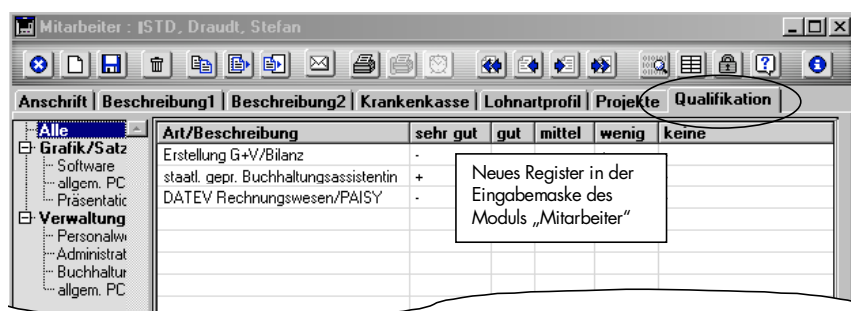 Mitarbeiter : STD, Draudt, Stefan
Anschrift Beschreibung1 Beschreibung2 Krankenkasse Lohnartprofil Projekte Qualifikation
Alle
Grafik/Satz
Software
allgem. PC
Präsentatic
Verwaltung
Personalw
Administrat
Buchhaltur
allgem. PC
Art/Beschreibung sehr gut gut mittel wenig keine
Erstellung G+V/Bilanz -
staatl. gepr. Buchhaltungsassistentin +
DATEV Rechnungswesen/PAISY -
Neues Register in der
Eingabemaske des
Moduls „Mitarbeiter“